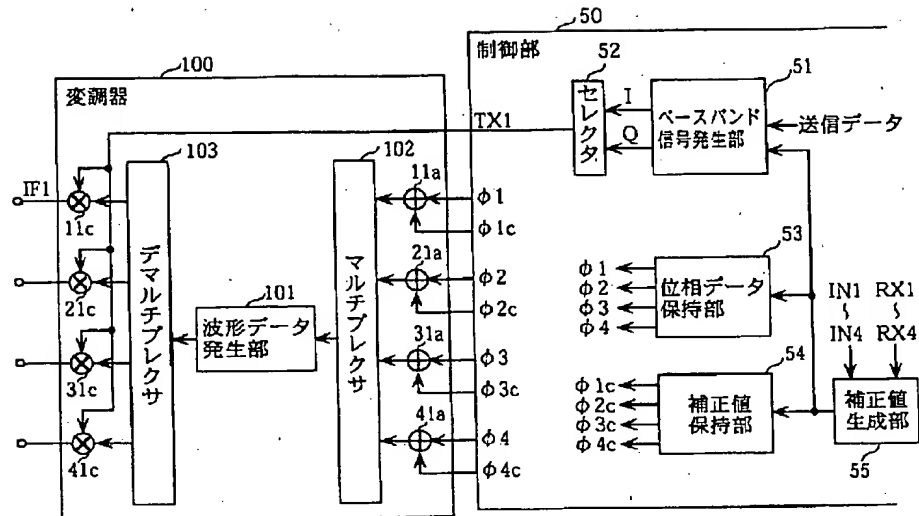 50
制御部
52
51
100
変調器
セレクタ
I
Q
ベースバンド
信号発生部
送信データ
TX1
103
102
11a
IF1
11c
φ1
φ1c
21a
φ2
φ2c
21c
デマルチプレクサ
101
波形データ
発生部
マルチプレクサ
31a
φ3
φ3c
31c
41a
φ4
φ4c
41c
53
φ1
φ2
φ3
φ4
位相データ
保持部
IN1
〜
IN4
RX1
〜
RX4
54
φ1c
φ2c
φ3c
φ4c
補正値
保持部
補正値
生成部
55